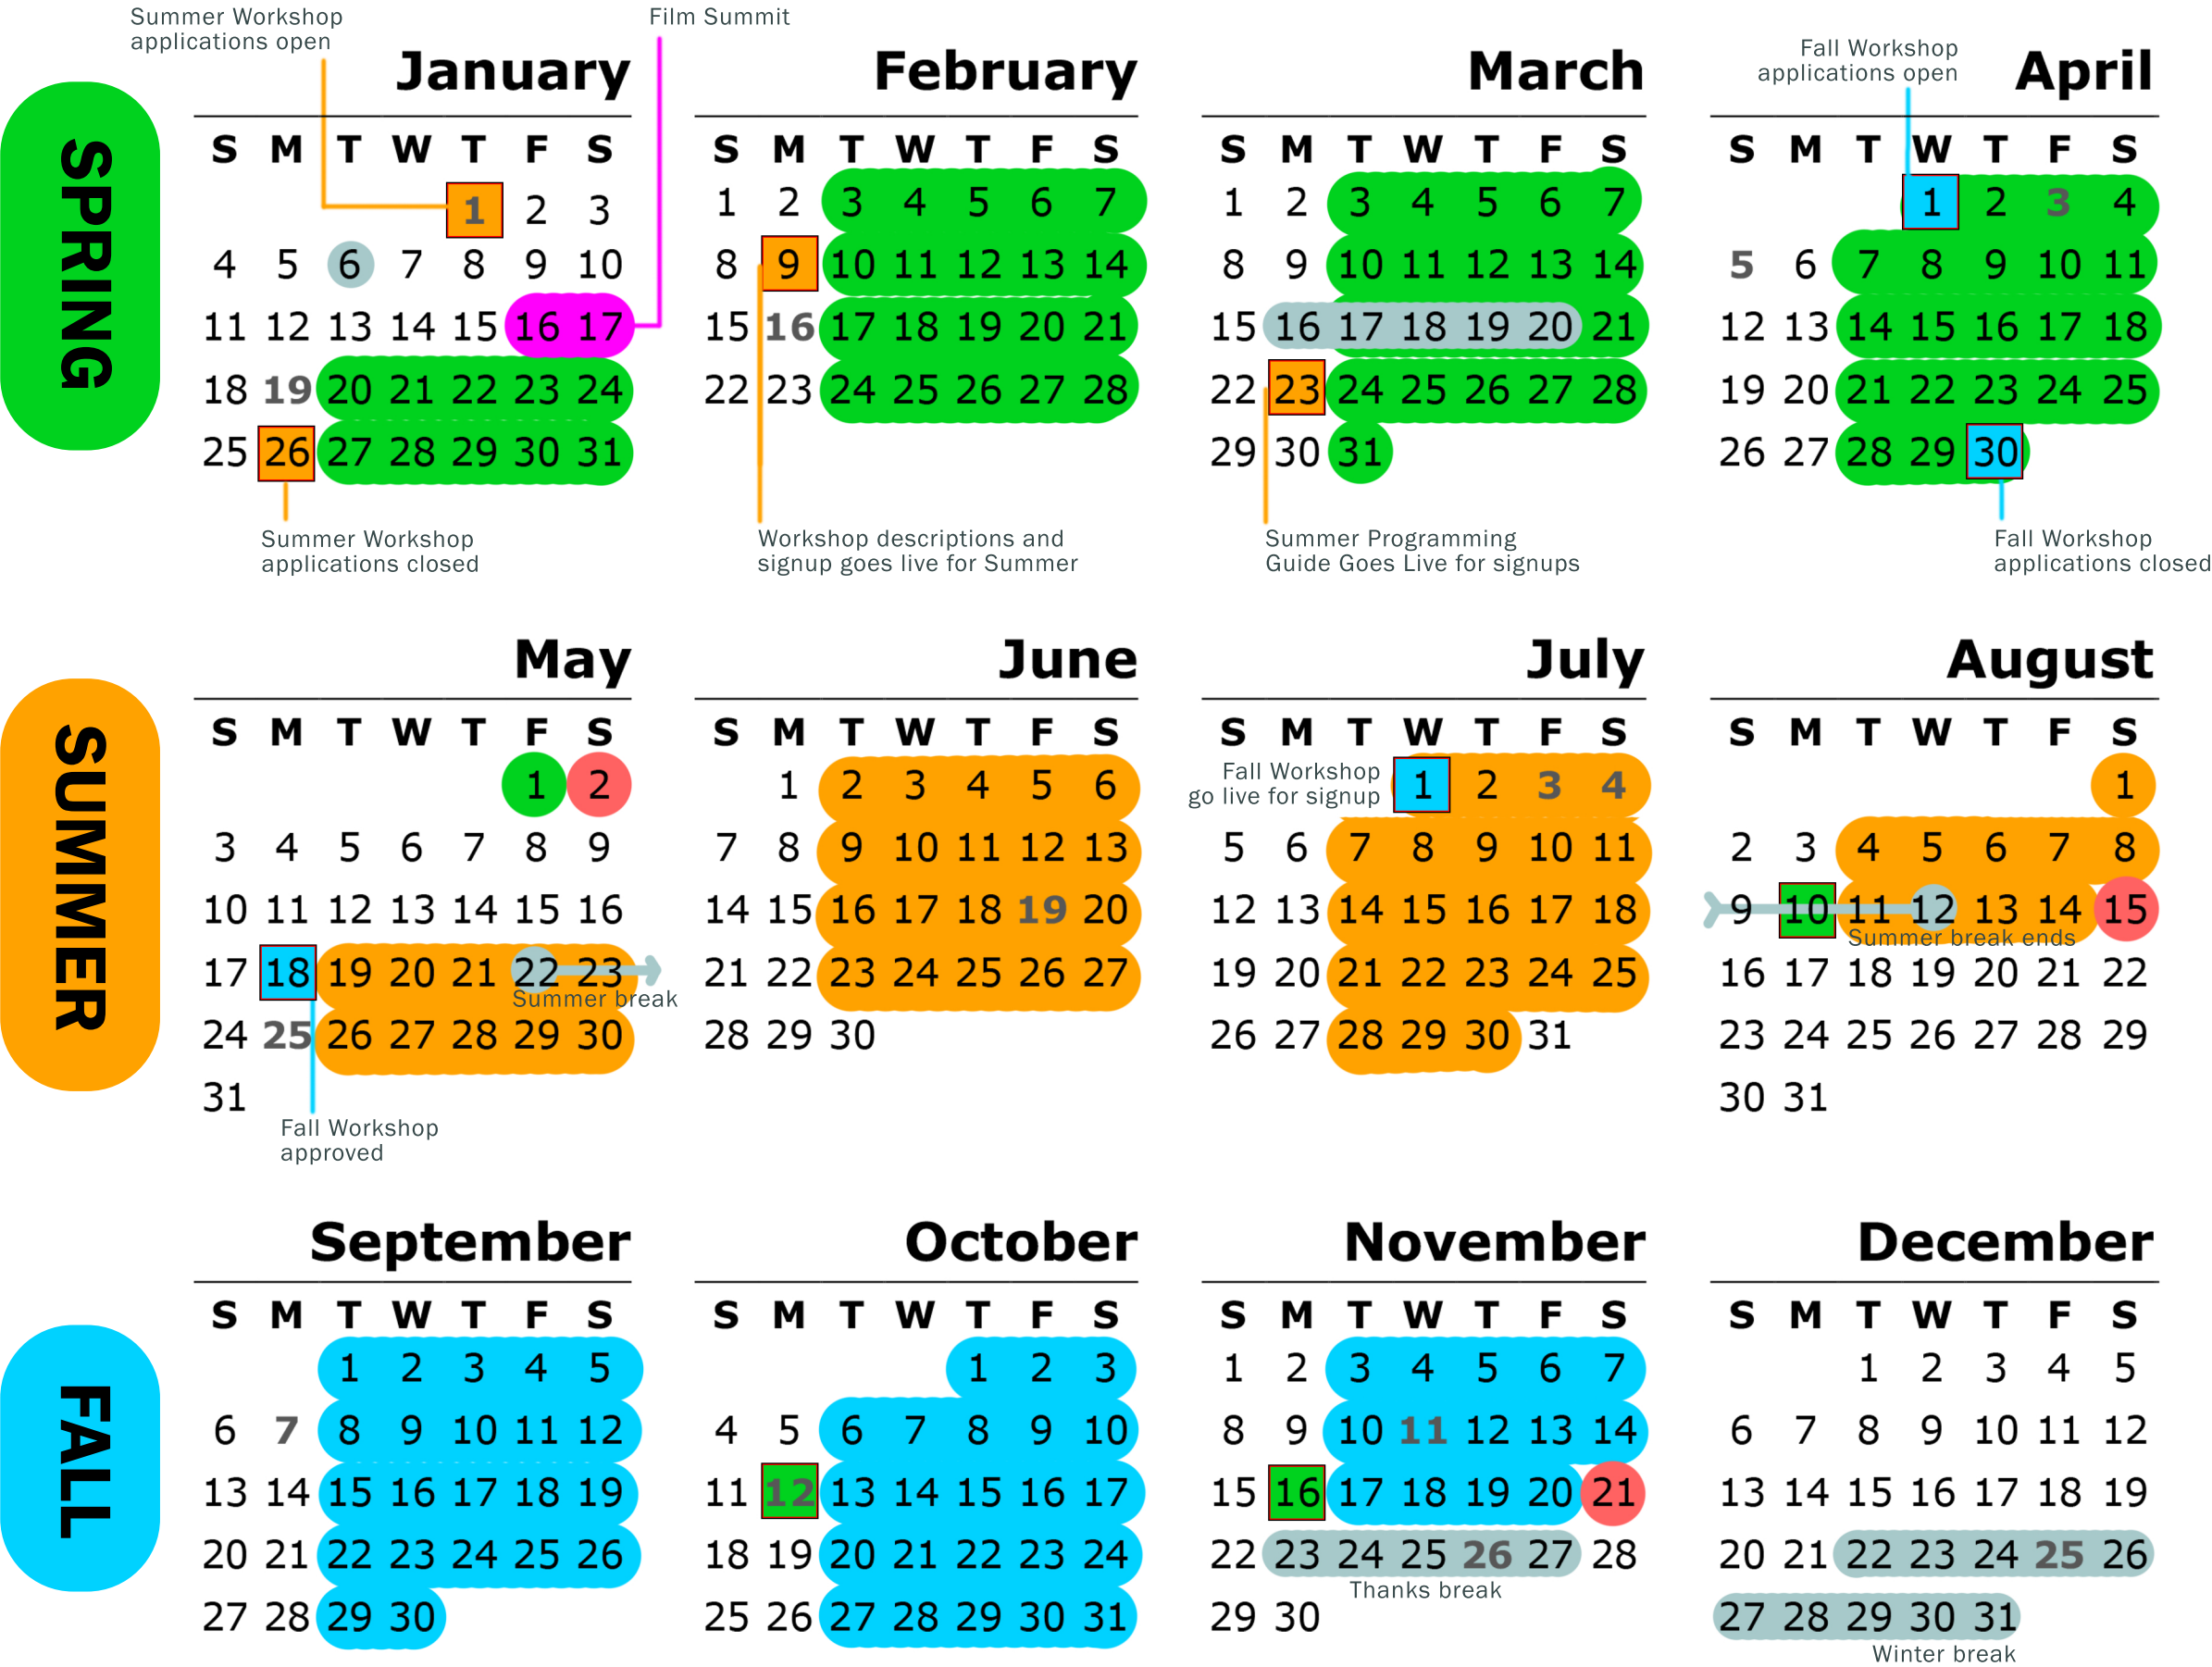 Summer Workshop
applications open
Film Summit
Fall Workshop
applications open
SPRING
January
S M T W T F S
1 2 3
4 5 6 7 8 9 10
11 12 13 14 15 16 17
18 19 20 21 22 23 24
25 26 27 28 29 30 31
Summer Workshop
applications closed
February
S M T W T F S
1 2 3 4 5 6 7
8 9 10 11 12 13 14
15 16 17 18 19 20 21
22 23 24 25 26 27 28
Workshop descriptions and
signup goes live for Summer
March
S M T W T F S
1 2 3 4 5 6 7
8 9 10 11 12 13 14
15 16 17 18 19 20 21
22 23 24 25 26 27 28
29 30 31
Summer Programming
Guide Goes Live for signups
April
S M T W T F S
1 2 3 4
5 6 7 8 9 10 11
12 13 14 15 16 17 18
19 20 21 22 23 24 25
26 27 28 29 30
Fall Workshop
applications closed
SUMMER
May
S M T W T F S
1 2
3 4 5 6 7 8 9
10 11 12 13 14 15 16
17 18 19 20 21 22 23
Summer break
24 25 26 27 28 29 30
31
Fall Workshop
approved
June
S M T W T F S
1 2 3 4 5 6
7 8 9 10 11 12 13
14 15 16 17 18 19 20
21 22 23 24 25 26 27
28 29 30
July
S M T W T F S
Fall Workshop
go live for signup
1 2 3 4
5 6 7 8 9 10 11
12 13 14 15 16 17 18
19 20 21 22 23 24 25
26 27 28 29 30 31
August
S M T W T F S
1
2 3 4 5 6 7 8
9 10 11 12 13 14 15
Summer break ends
16 17 18 19 20 21 22
23 24 25 26 27 28 29
30 31
FALL
September
S M T W T F S
1 2 3 4 5
6 7 8 9 10 11 12
13 14 15 16 17 18 19
20 21 22 23 24 25 26
27 28 29 30
October
S M T W T F S
1 2 3
4 5 6 7 8 9 10
11 12 13 14 15 16 17
18 19 20 21 22 23 24
25 26 27 28 29 30 31
November
S M T W T F S
1 2 3 4 5 6 7
8 9 10 11 12 13 14
15 16 17 18 19 20 21
22 23 24 25 26 27 28
Thanks break
29 30
December
S M T W T F S
1 2 3 4 5
6 7 8 9 10 11 12
13 14 15 16 17 18 19
20 21 22 23 24 25 26
27 28 29 30 31
Winter break